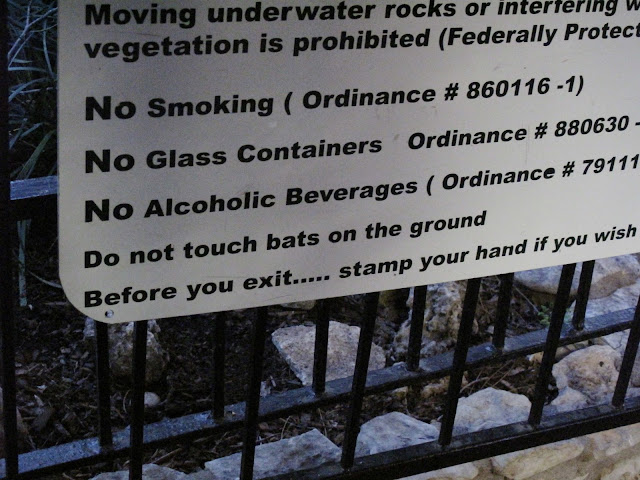 Moving underwater rocks or interfering
vegetation is prohibited (Federally
No Smoking ( Ordinance # 860116 -1)
No Glass Containers Ordinance # 880630 -
No Alcoholic Beverages ( Ordinance # 79111
Do not touch bats on the ground
Before you exit..... stamp your hand if you wish